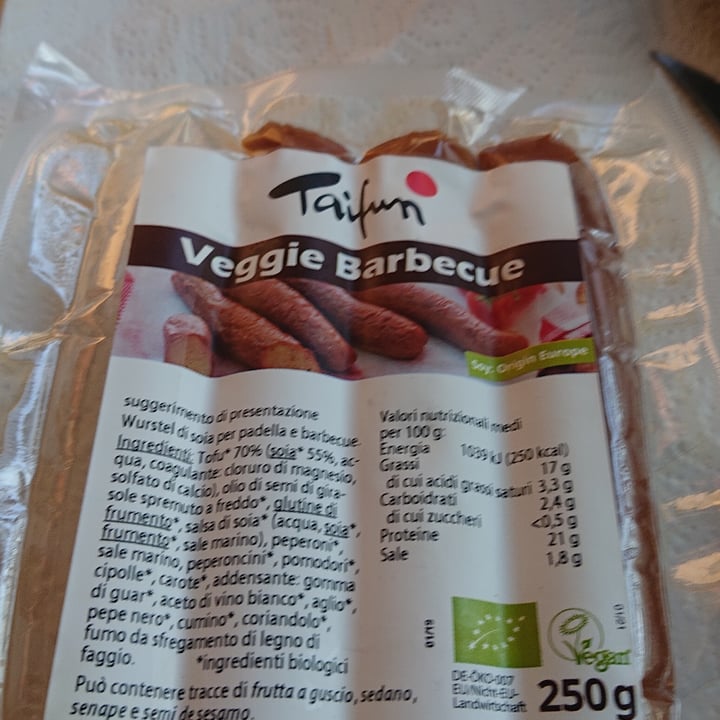 Taifun
Veggie Barbecue
Soy: Origin Europe
suggerimento di presentazione
Wurstel di soia per padella e barbecue.
Ingredienti: Tofu* 70% (soia* 55%, ac-
qua, coagulante: cloruro di magnesio,
solfato di calcio), olio di semi di gira-
sole spremuto a freddo*, glutine di
frumento*, salsa di soia* (acqua, soia*,
frumento*, sale marino), peperoni*,
sale marino, peperoncini*, pomodori*,
cipolle*, carote*, addensante: gomma
di guar*, aceto di vino bianco*, aglio*,
pepe nero*, cumino*, coriandolo*,
fumo da sfregamento di legno di
faggio.
*ingredienti biologici
Può contenere tracce di frutta a guscio, sedano,
senape e semi di sesamo.
Valori nutrizionali medi
per 100 g:
Energia 1039 kJ (250 kcal)
Grassi 17 g
di cui acidi grassi saturi 3,3 g
Carboidrati 2,4 g
di cui zuccheri <0,5 g
Proteine 21 g
Sale 1,8 g
01/19
Vegan
DE-ÖKO-007
EU/Nicht-EU-
Landwirtschaft
250 g